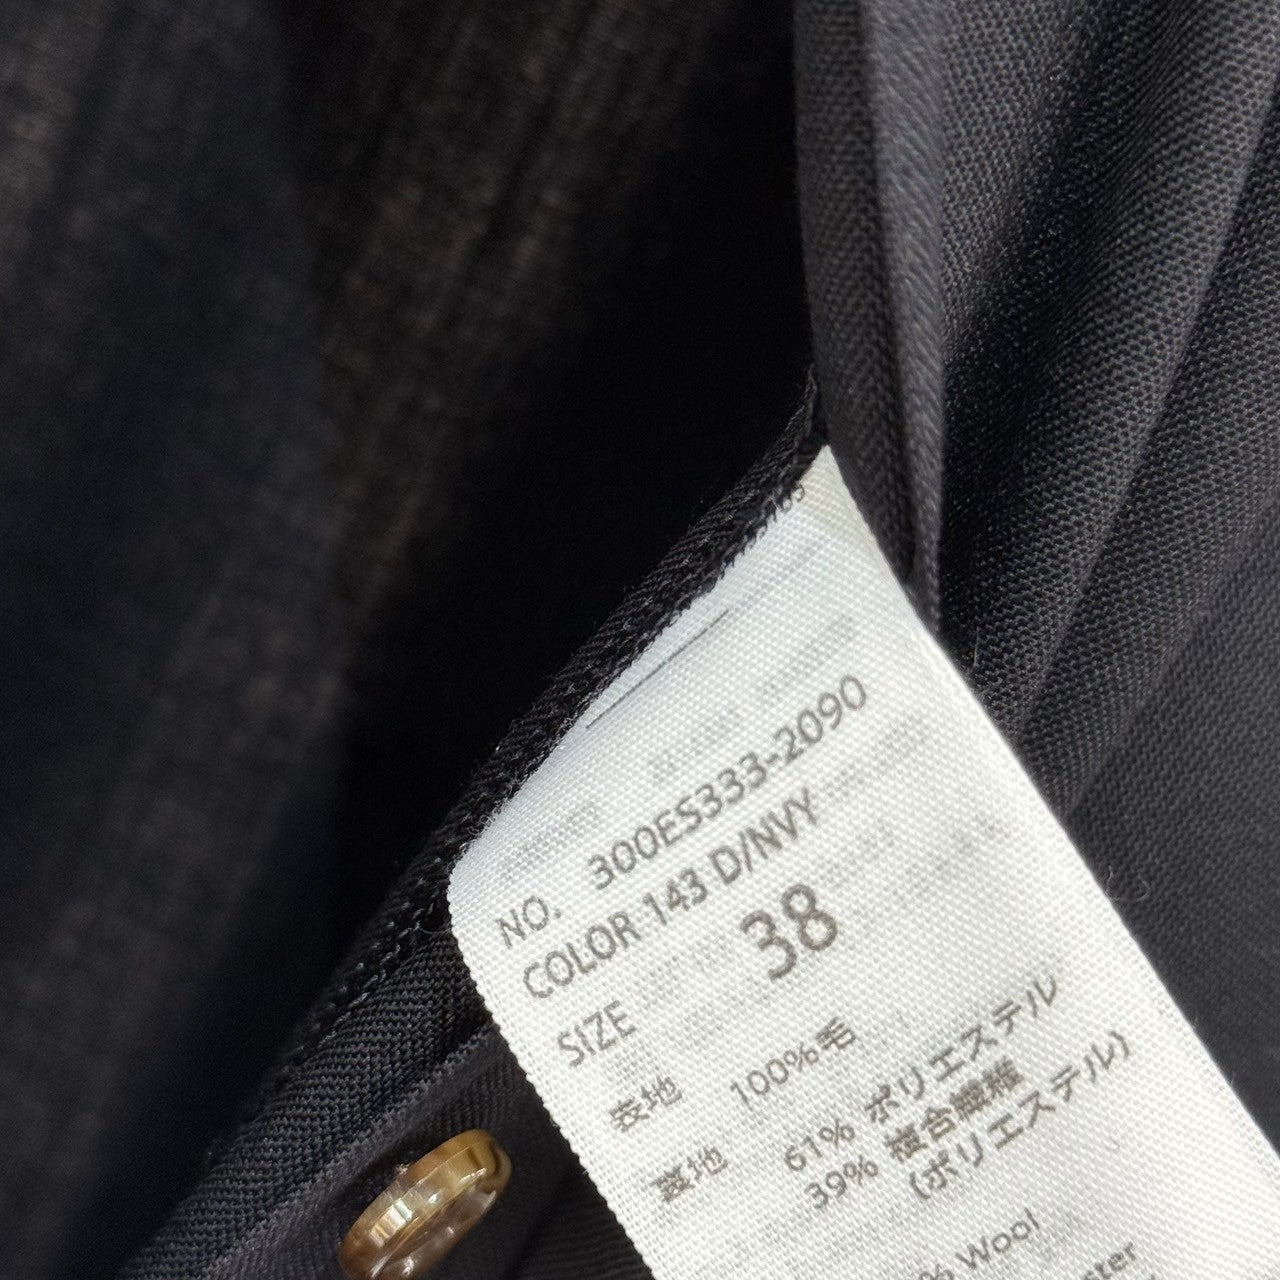 NO. 300ES333-2090
COLOR 143 D/NVY
SIZE 38
表地 100%毛
裏地 61% ポリエステル
39% 複合繊維
(ポリエステル)
% Wool